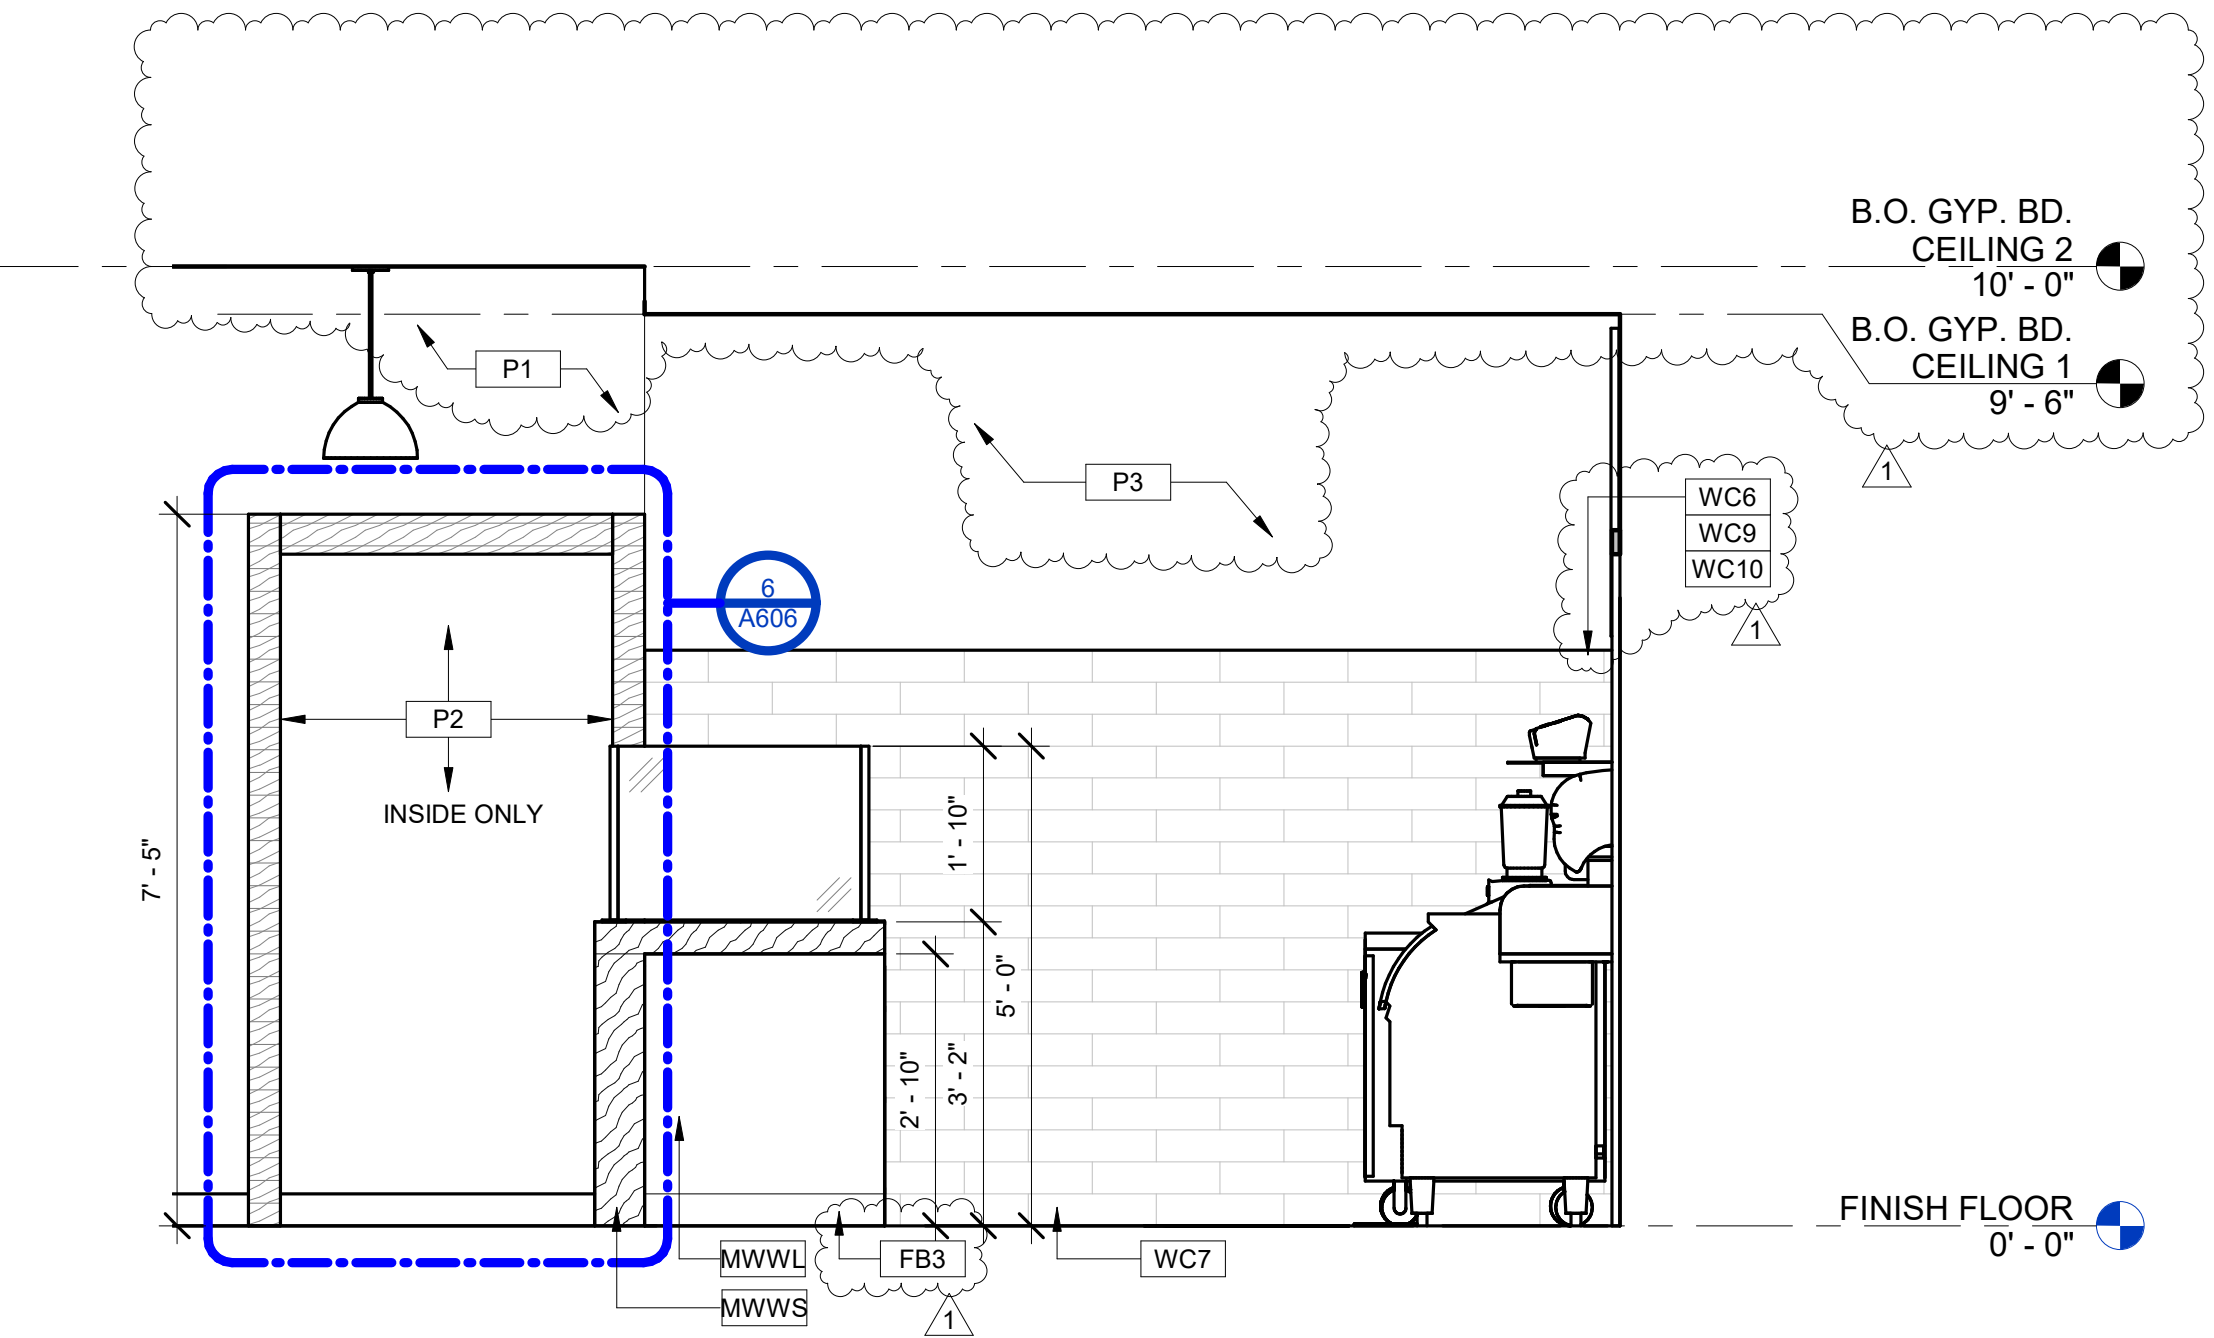 B.O. GYP. BD.
CEILING 2
10' - 0"
B.O. GYP. BD.
CEILING 1
9' - 6"
P1
P3
1
WC6
WC9
WC10
1
6
A606
P2
INSIDE ONLY
7' - 5"
1' - 10"
5' - 0"
3' - 2"
2' - 10"
FINISH FLOOR
0' - 0"
MWWL
FB3
WC7
MWWS
1